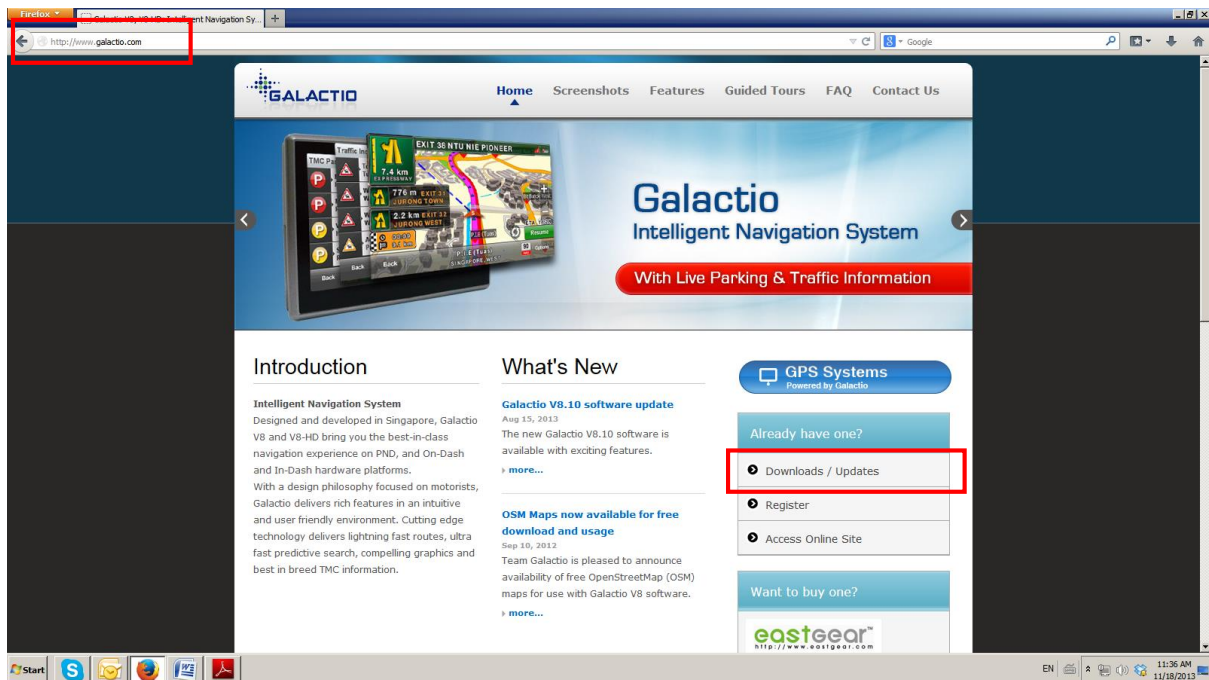 Firefox
Galactio V8, V8-HD: Intelligent Navigation Sy...
http://www.galactio.com
Google
GALACTIO
Home Screenshots Features Guided Tours FAQ Contact Us
EXIT 36 NTU NIE PIONEER
7.4 km
EXPRESSWAY
776 m EXIT 31
JURONG TOWN
2.2 km EXIT 32
JURONG WEST
Resume
Options
Back
Back
Back
Galactio
Intelligent Navigation System
With Live Parking & Traffic Information
Introduction
Intelligent Navigation System
Designed and developed in Singapore, Galactio
V8 and V8-HD bring you the best-in-class
navigation experience on PND, and On-Dash
and In-Dash hardware platforms.
With a design philosophy focused on motorists,
Galactio delivers rich features in an intuitive
and user friendly environment. Cutting edge
technology delivers lightning fast routes, ultra
fast predictive search, compelling graphics and
best in breed TMC information.
What's New
Galactio V8.10 software update
Aug 15, 2013
The new Galactio V8.10 software is
available with exciting features.
more...
OSM Maps now available for free
download and usage
Sep 10, 2012
Team Galactio is pleased to announce
availability of free OpenStreetMap (OSM)
maps for use with Galactio V8 software.
more...
GPS Systems
Powered by Galactio
Already have one?
Downloads / Updates
Register
Access Online Site
Want to buy one?
eastgear™
http://www.eastgear.com
Start
EN
11:36 AM
11/18/2013